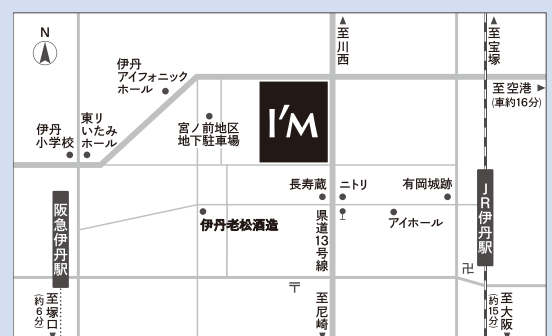 N
至川西
至宝塚
伊丹
アイフォニック
ホール
至空港
(車約16分)
東リ
いたみ
ホール
伊丹
小学校
宮ノ前地区
地下駐車場
I'M
長寿蔵
ニトリ
有岡城跡
JR伊丹駅
阪急伊丹駅
伊丹老松酒造
県道13号線
アイホール
至塚口
(約6分)
至尼崎
至大阪
(約15分)